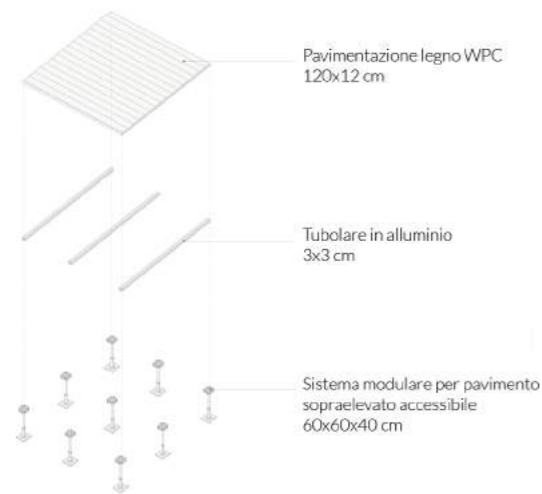 Pavimentazione legno WPC
120x12 cm
Tubolare in alluminio
3x3 cm
Sistema modulare per pavimento
sopraelevato accessibile
60x60x40 cm